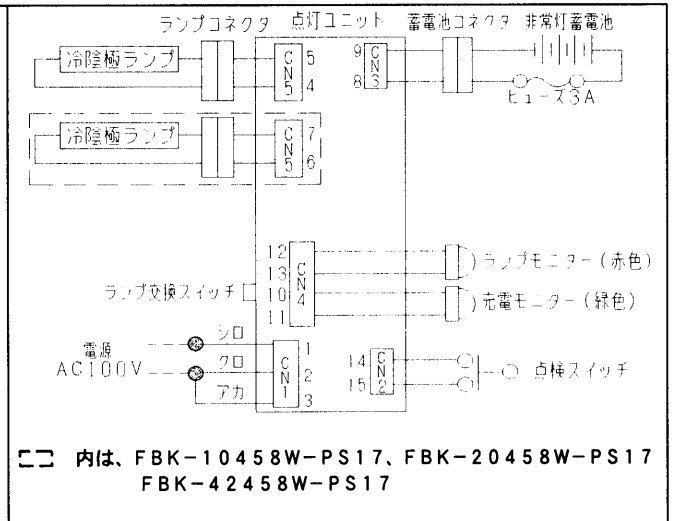 ランプコネクタ 点灯ユニット 蓄電池コネクタ 非常灯蓄電池
冷陰極ランプ
CN5
5
4
9
8
CN3
ヒューズ3A
冷陰極ランプ
CN5
7
6
12
13
10
11
CN4
ランプモニター(赤色)
充電モニター(緑色)
ランプ交換スイッチ
電源
AC100V
シロ
クロ
アカ
CN1
1
2
3
14
15
CN2
点検スイッチ
内は、FBK-10458W-PS17、FBK-20458W-PS17
FBK-42458W-PS17